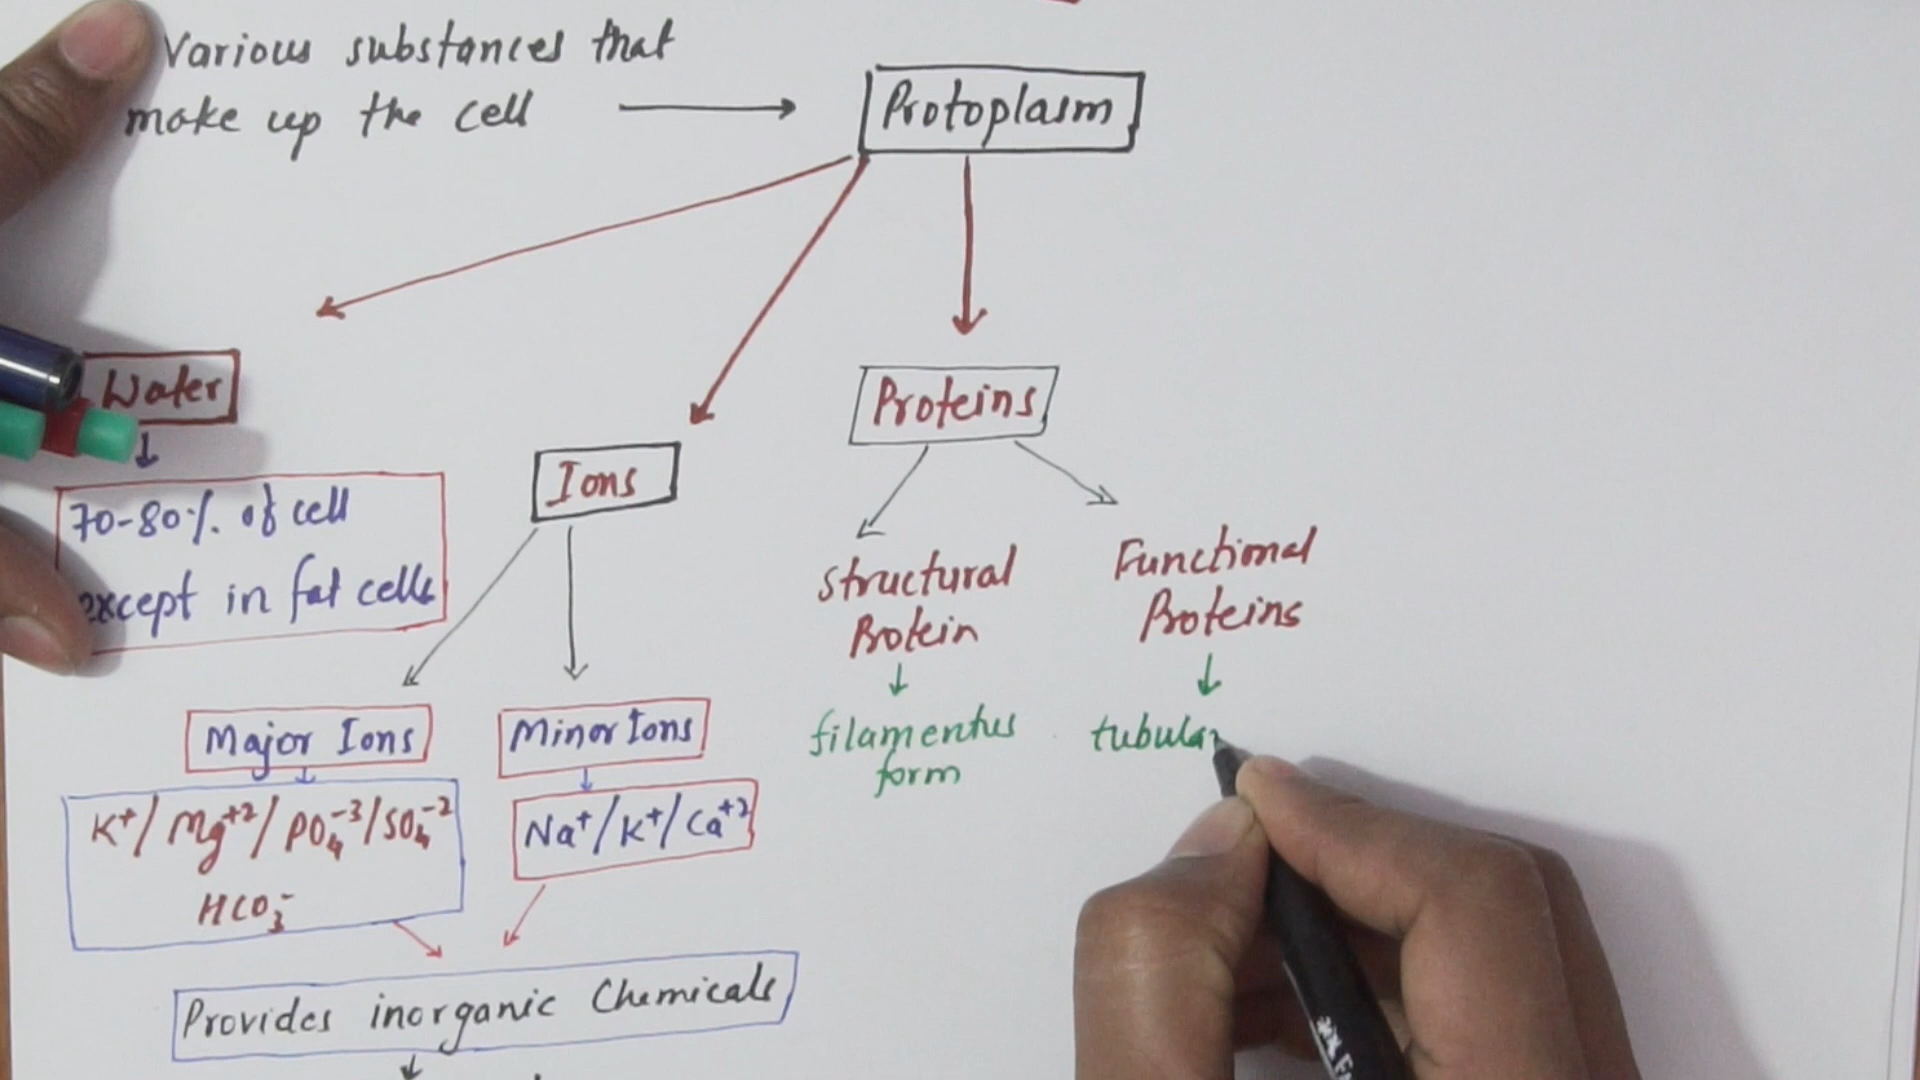 Various substances that
make up the cell
Protoplasm
Water
70-80% of cell
except in fat cells
Ions
Major Ions
K⁺/ Mg⁺²/ PO₄⁻³/ SO₄⁻²
HCO₃⁻
Minor Ions
Na⁺/ K⁺/ Ca⁺²
Provides inorganic Chemicals
Proteins
Structural
Protein
filamentus
form
Functional
Proteins
tubular